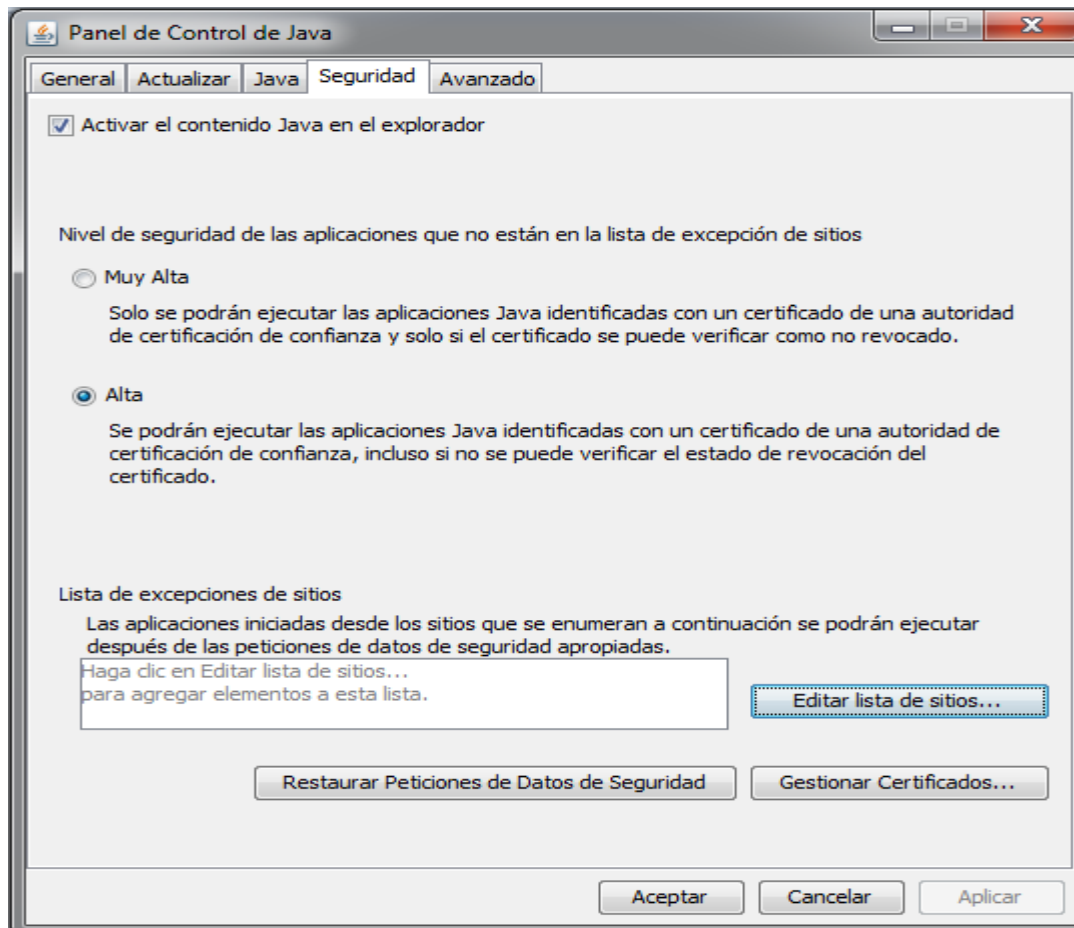 Panel de Control de Java
General Actualizar Java Seguridad Avanzado
Activar el contenido Java en el explorador
Nivel de seguridad de las aplicaciones que no están en la lista de excepción de sitios
Muy Alta
Solo se podrán ejecutar las aplicaciones Java identificadas con un certificado de una autoridad
de certificación de confianza y solo si el certificado se puede verificar como no revocado.
Alta
Se podrán ejecutar las aplicaciones Java identificadas con un certificado de una autoridad de
certificación de confianza, incluso si no se puede verificar el estado de revocación del
certificado.
Lista de excepciones de sitios
Las aplicaciones iniciadas desde los sitios que se enumeran a continuación se podrán ejecutar
después de las peticiones de datos de seguridad apropiadas.
Haga clic en Editar lista de sitios...
para agregar elementos a esta lista.
Editar lista de sitios...
Restaurar Peticiones de Datos de Seguridad Gestionar Certificados...
Aceptar Cancelar Aplicar